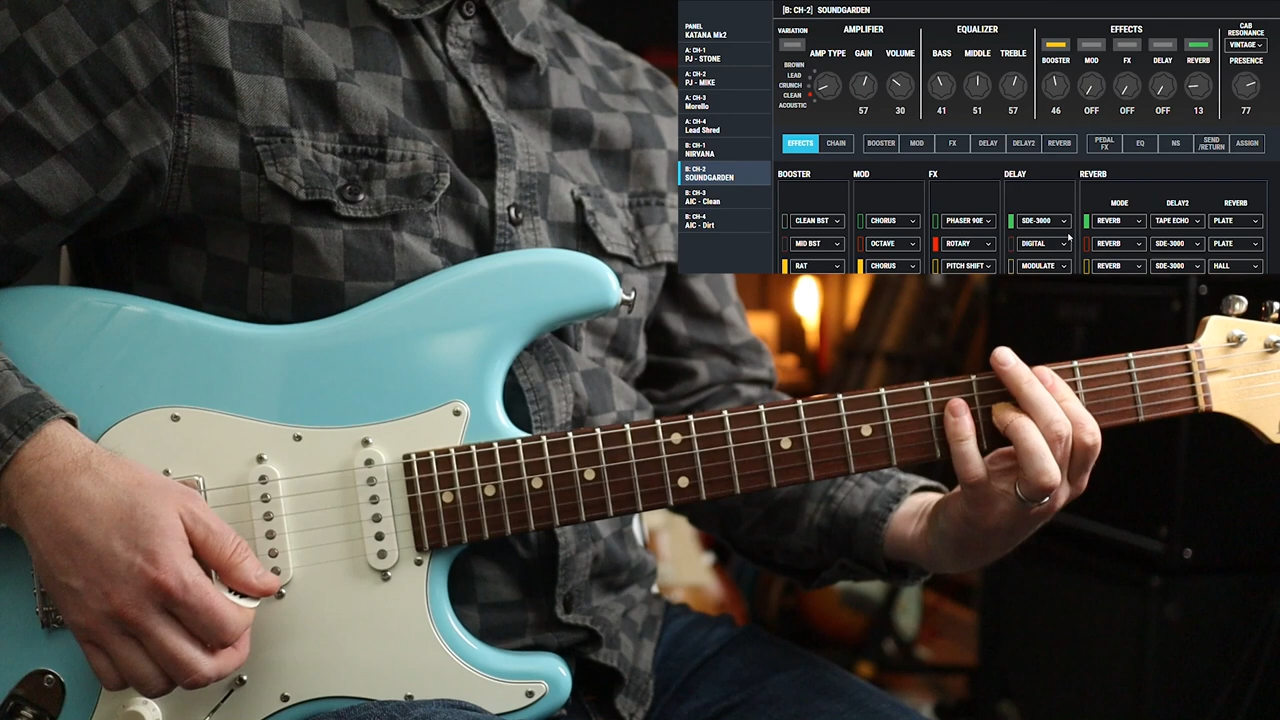 [B: CH-2] SOUNDGARDEN
PANEL
KATANA Mk2
A: CH-1
PJ - STONE
A: CH-2
PJ - MIKE
A: CH-3
Morello
A: CH-4
Lead Shred
B: CH-1
NIRVANA
B: CH-2
SOUNDGARDEN
B: CH-3
AIC - Clean
B: CH-4
AIC - Dirt
VARIATION
AMPLIFIER
EQUALIZER
EFFECTS
CAB RESONANCE
VINTAGE
AMP TYPE GAIN VOLUME
BASS MIDDLE TREBLE
BOOSTER MOD FX DELAY REVERB
PRESENCE
BROWN
LEAD
CRUNCH
CLEAN
ACOUSTIC
57 30 41 51 57 46 OFF OFF OFF 13 77
EFFECTS CHAIN BOOSTER MOD FX DELAY DELAY2 REVERB PEDAL FX EQ NS SEND /RETURN ASSIGN
BOOSTER MOD FX DELAY REVERB
MODE DELAY2 REVERB
CLEAN BST CHORUS PHASER 90E SDE-3000 REVERB TAPE ECHO PLATE
MID BST OCTAVE ROTARY DIGITAL REVERB SDE-3000 PLATE
RAT CHORUS PITCH SHIFT MODULATE REVERB SDE-3000 HALL